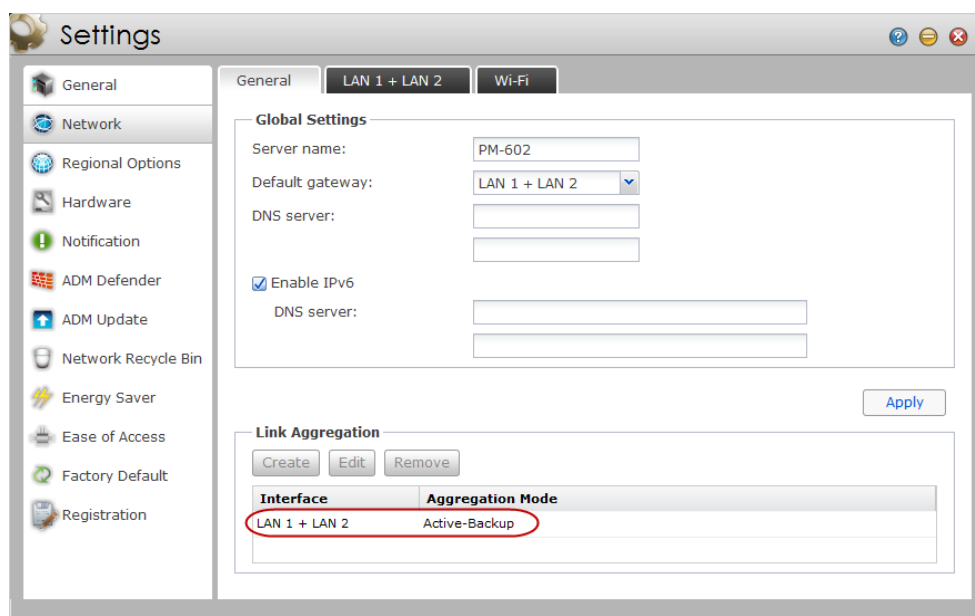 Settings
General
Network
Regional Options
Hardware
Notification
ADM Defender
ADM Update
Network Recycle Bin
Energy Saver
Ease of Access
Factory Default
Registration
General LAN 1 + LAN 2 Wi-Fi
Global Settings
Server name: PM-602
Default gateway: LAN 1 + LAN 2
DNS server:
Enable IPv6
DNS server:
Apply
Link Aggregation
Create Edit Remove
Interface Aggregation Mode
LAN 1 + LAN 2 Active-Backup